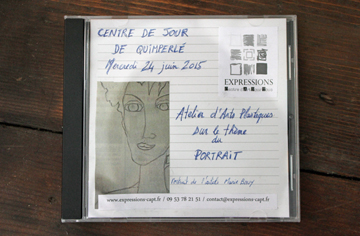 CENTRE DE JOUR
DE QUIMPERLÉ
Mercredi 24 juin 2015
EXPRESSIONS
Atelier d'Arts Plastiques
sur le thème
du
PORTRAIT
Portrait de l'artiste Marie
www.expressions-capt.fr / 09 53 78 21 51 / contact@expressions-capt.fr